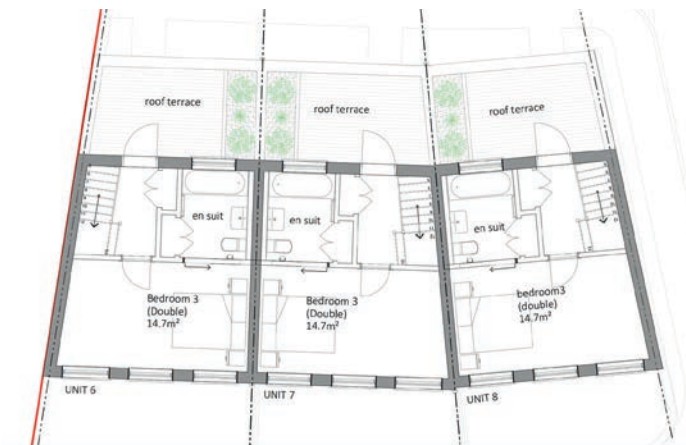 roof terrace
roof terrace
roof terrace
en suit
en suit
en suit
Bedroom 3
(Double)
14.7m²
Bedroom 3
(Double)
14.7m²
bedroom3
(double)
14.7m²
UNIT 6
UNIT 7
UNIT 8